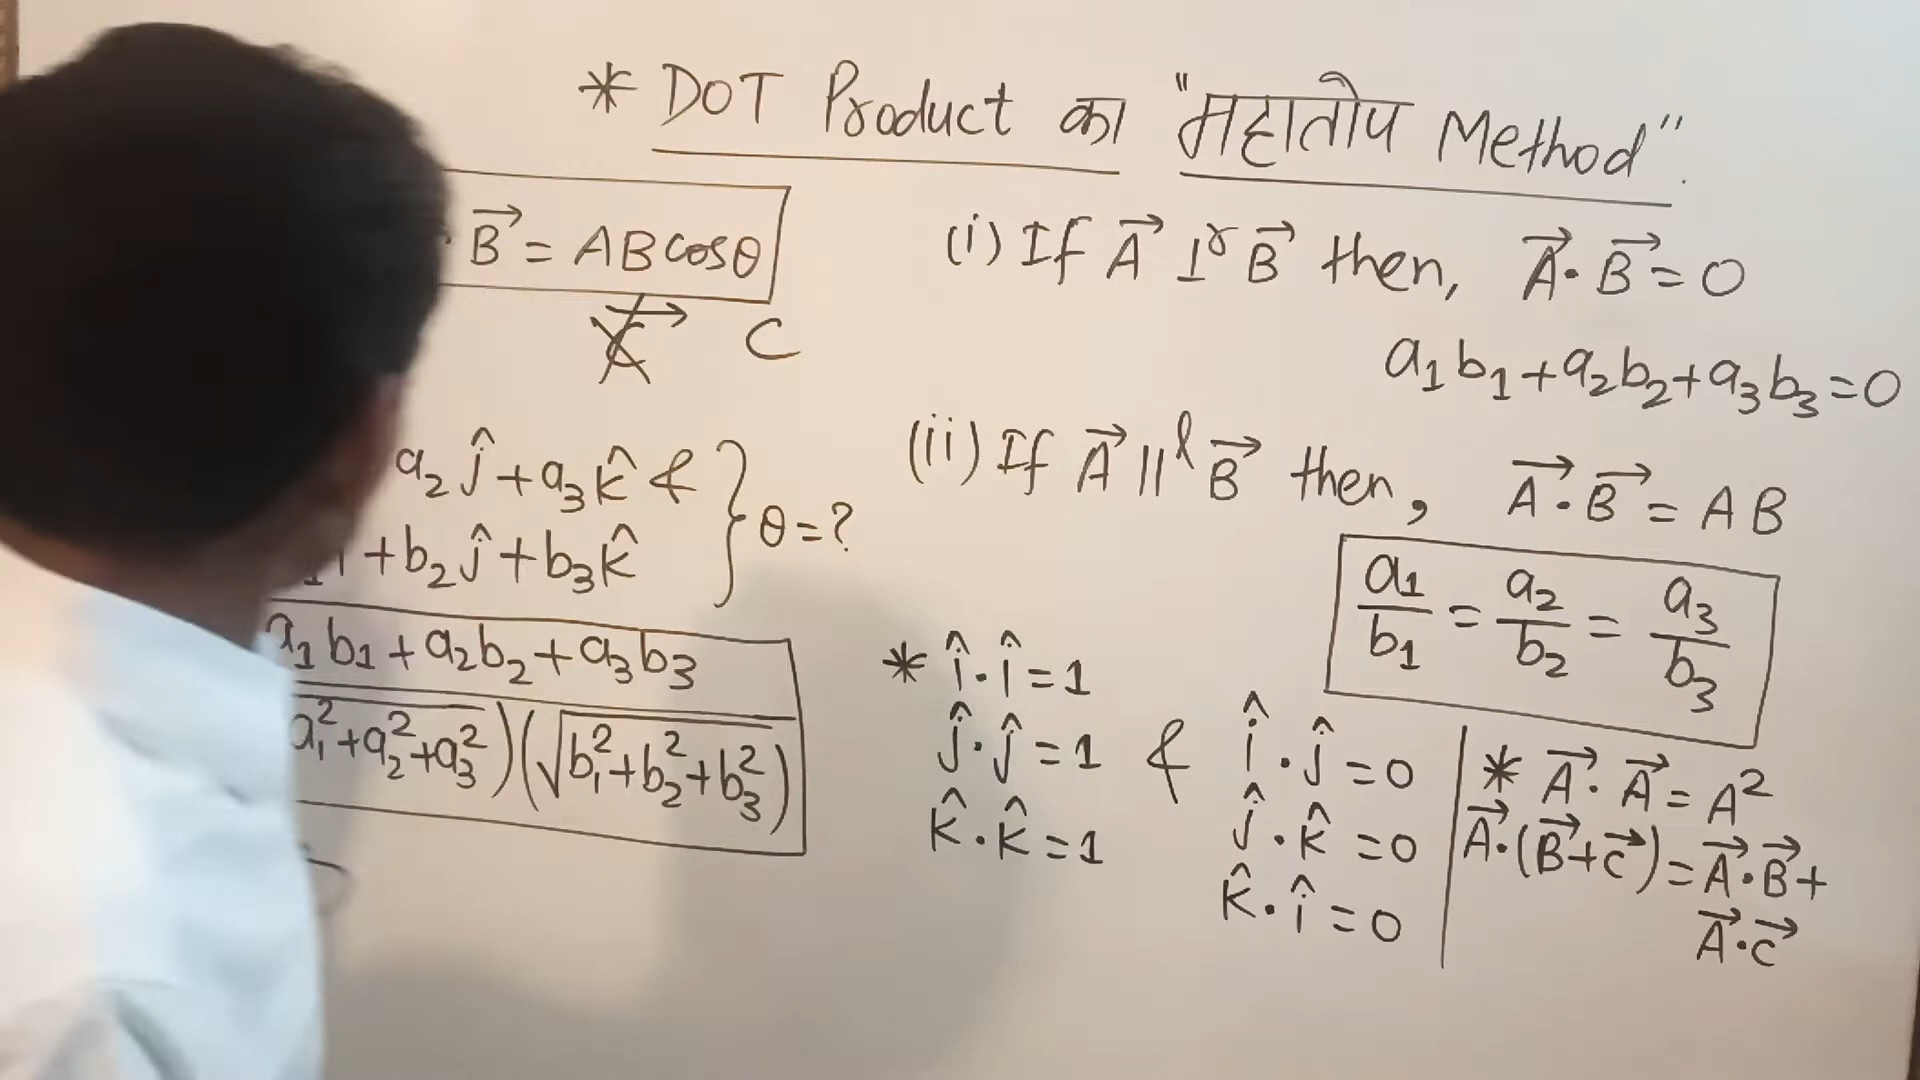 * DOT Product का "महातोप Method".
B⃗ = AB cosθ
C
a₂ĵ + a₃k̂ &
+ b₂ĵ + b₃k̂
} θ = ?
a₁b₁ + a₂b₂ + a₃b₃
a₁² + a₂² + a₃²)(√b₁² + b₂² + b₃²)
(i) If A⃗ ⊥ʳ B⃗ then, A⃗ · B⃗ = 0
a₁b₁ + a₂b₂ + a₃b₃ = 0
(ii) If A⃗ ||ˡ B⃗ then, A⃗ · B⃗ = AB
a₁/b₁ = a₂/b₂ = a₃/b₃
* î · î = 1
ĵ · ĵ = 1 & î · ĵ = 0
k̂ · k̂ = 1
ĵ · k̂ = 0
k̂ · î = 0
* A⃗ · A⃗ = A²
A⃗ · (B⃗ + c⃗) = A⃗ · B⃗ +
A⃗ · c⃗